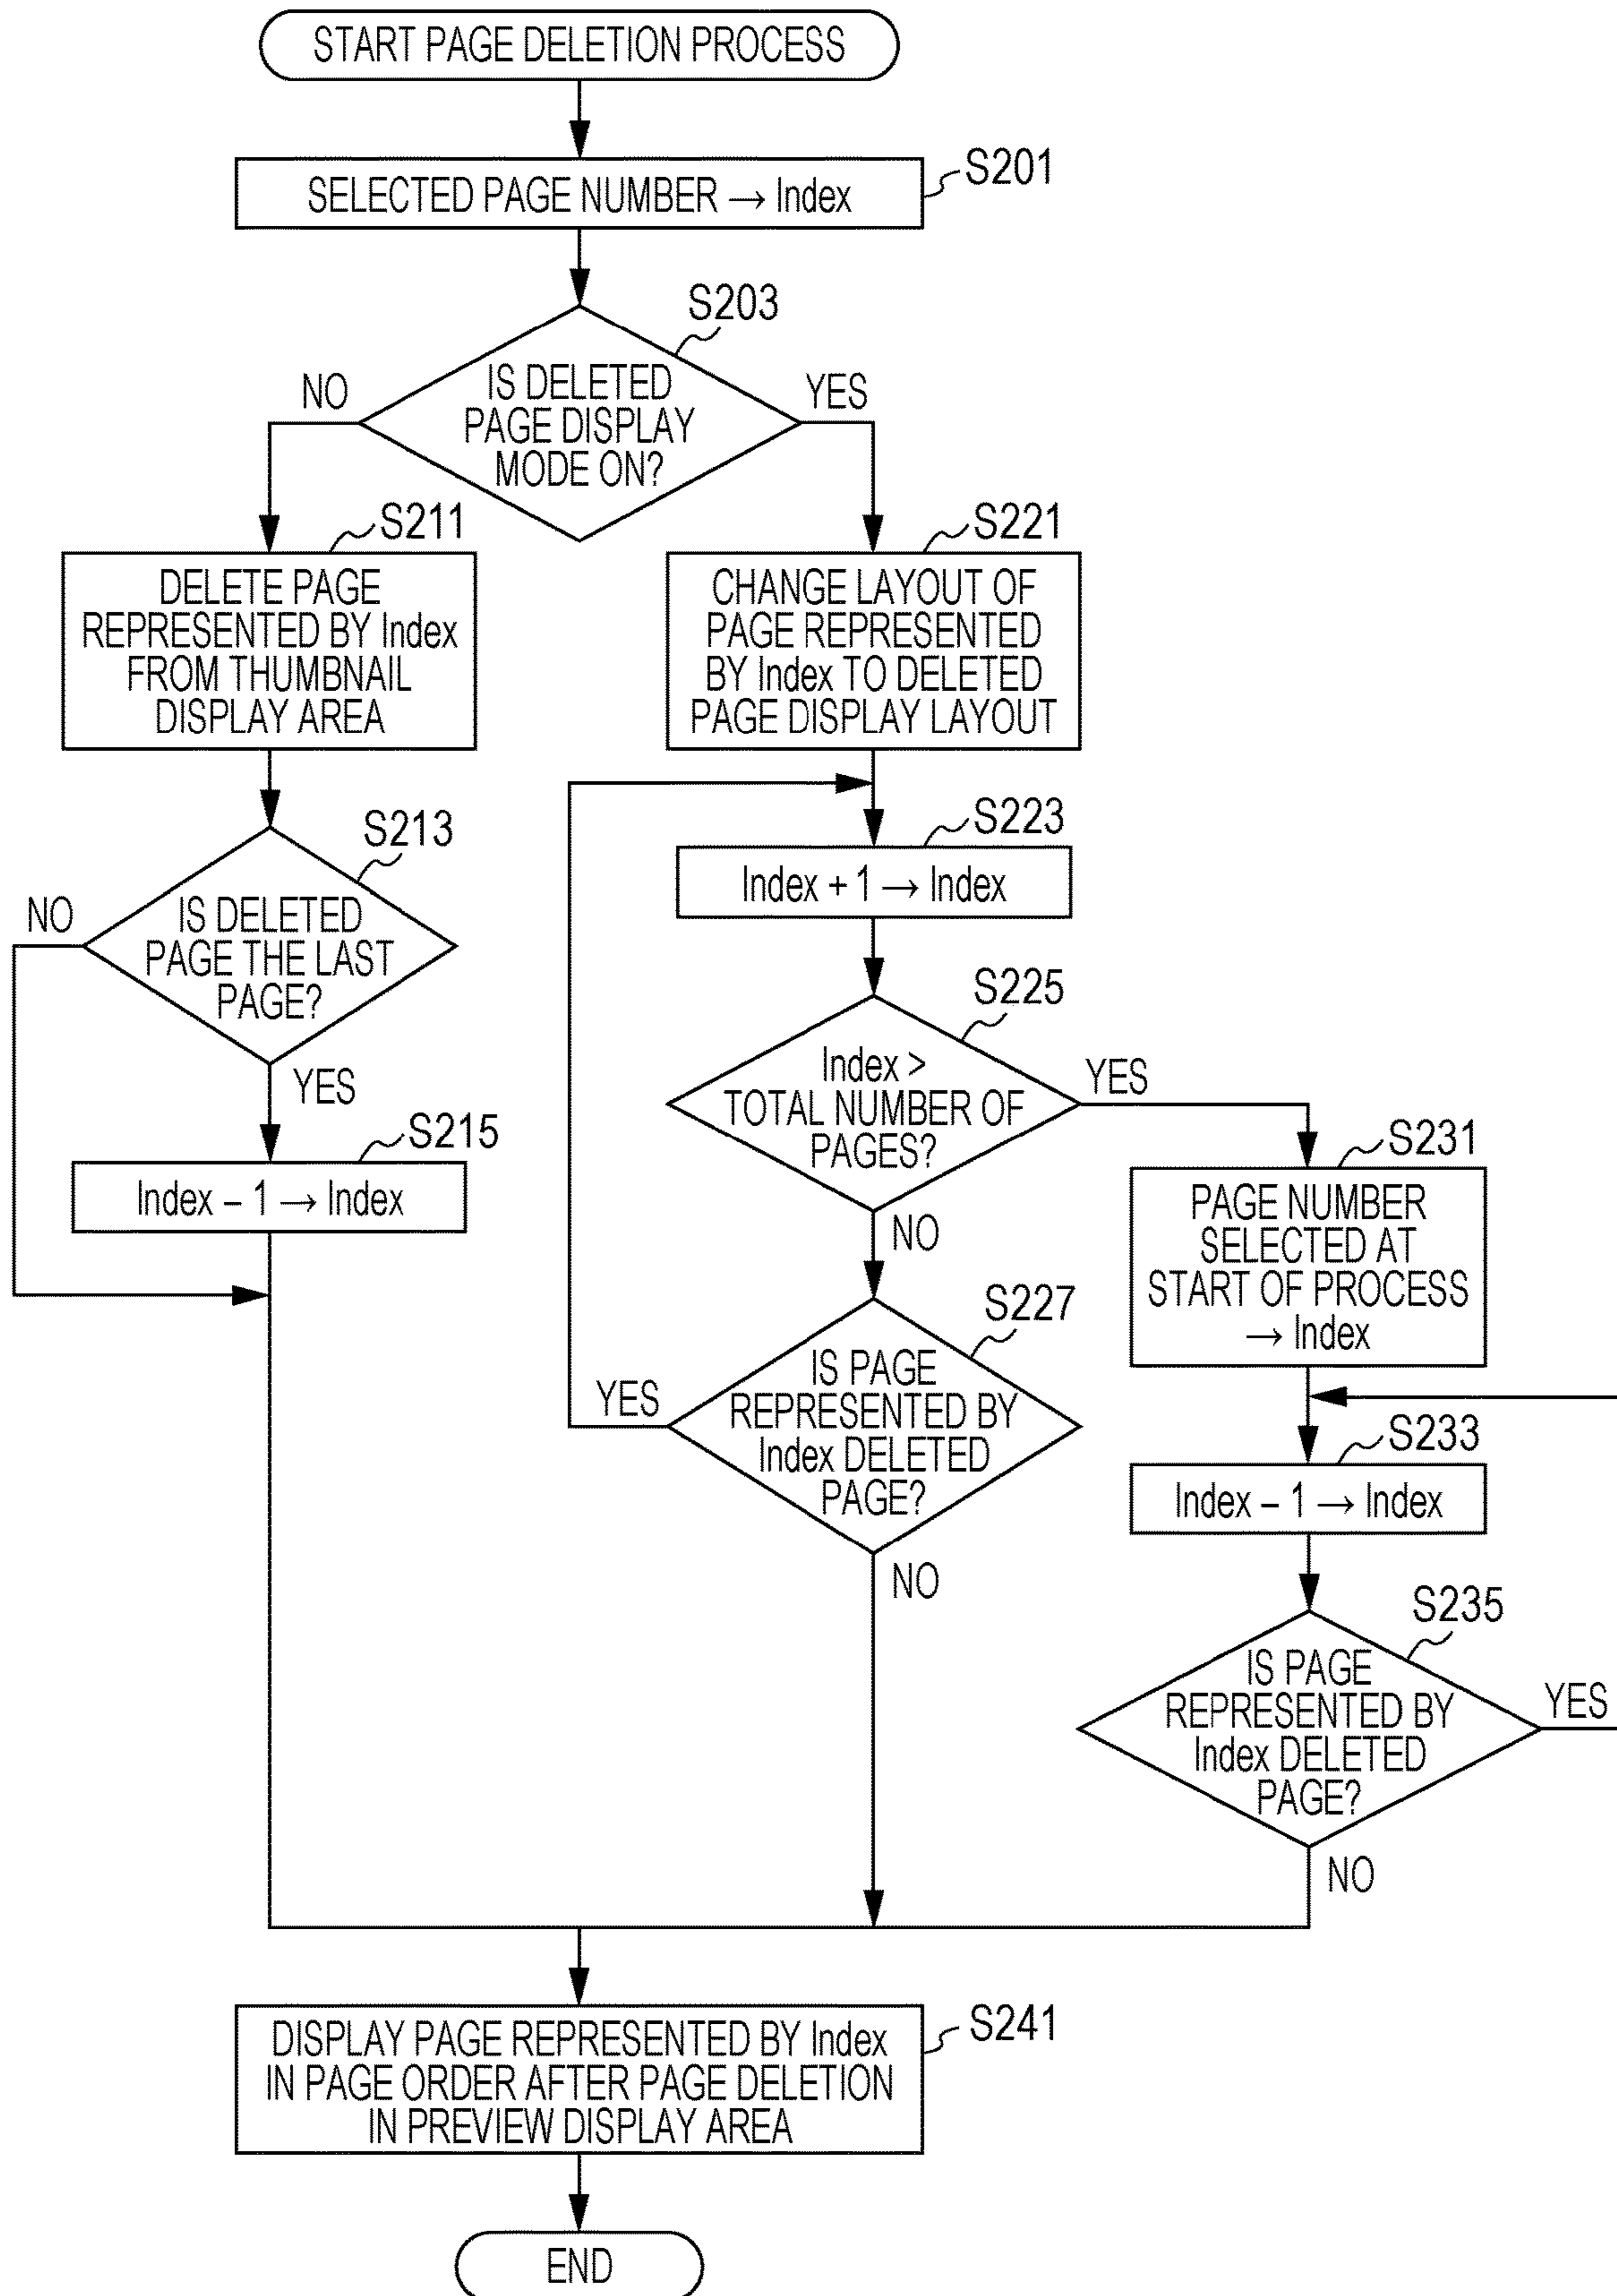 START PAGE DELETION PROCESS
S201
SELECTED PAGE NUMBER → Index
S203
NO
IS DELETED
PAGE DISPLAY
MODE ON?
YES
S211
DELETE PAGE
REPRESENTED BY Index
FROM THUMBNAIL
DISPLAY AREA
S221
CHANGE LAYOUT OF
PAGE REPRESENTED
BY Index TO DELETED
PAGE DISPLAY LAYOUT
S213
NO
IS DELETED
PAGE THE LAST
PAGE?
YES
S215
Index – 1 → Index
S223
Index + 1 → Index
S225
Index >
TOTAL NUMBER OF
PAGES?
YES
NO
S227
YES
IS PAGE
REPRESENTED BY
Index DELETED
PAGE?
NO
S231
PAGE NUMBER
SELECTED AT
START OF PROCESS
→ Index
S233
Index – 1 → Index
S235
IS PAGE
REPRESENTED BY
Index DELETED
PAGE?
YES
NO
S241
DISPLAY PAGE REPRESENTED BY Index
IN PAGE ORDER AFTER PAGE DELETION
IN PREVIEW DISPLAY AREA
END